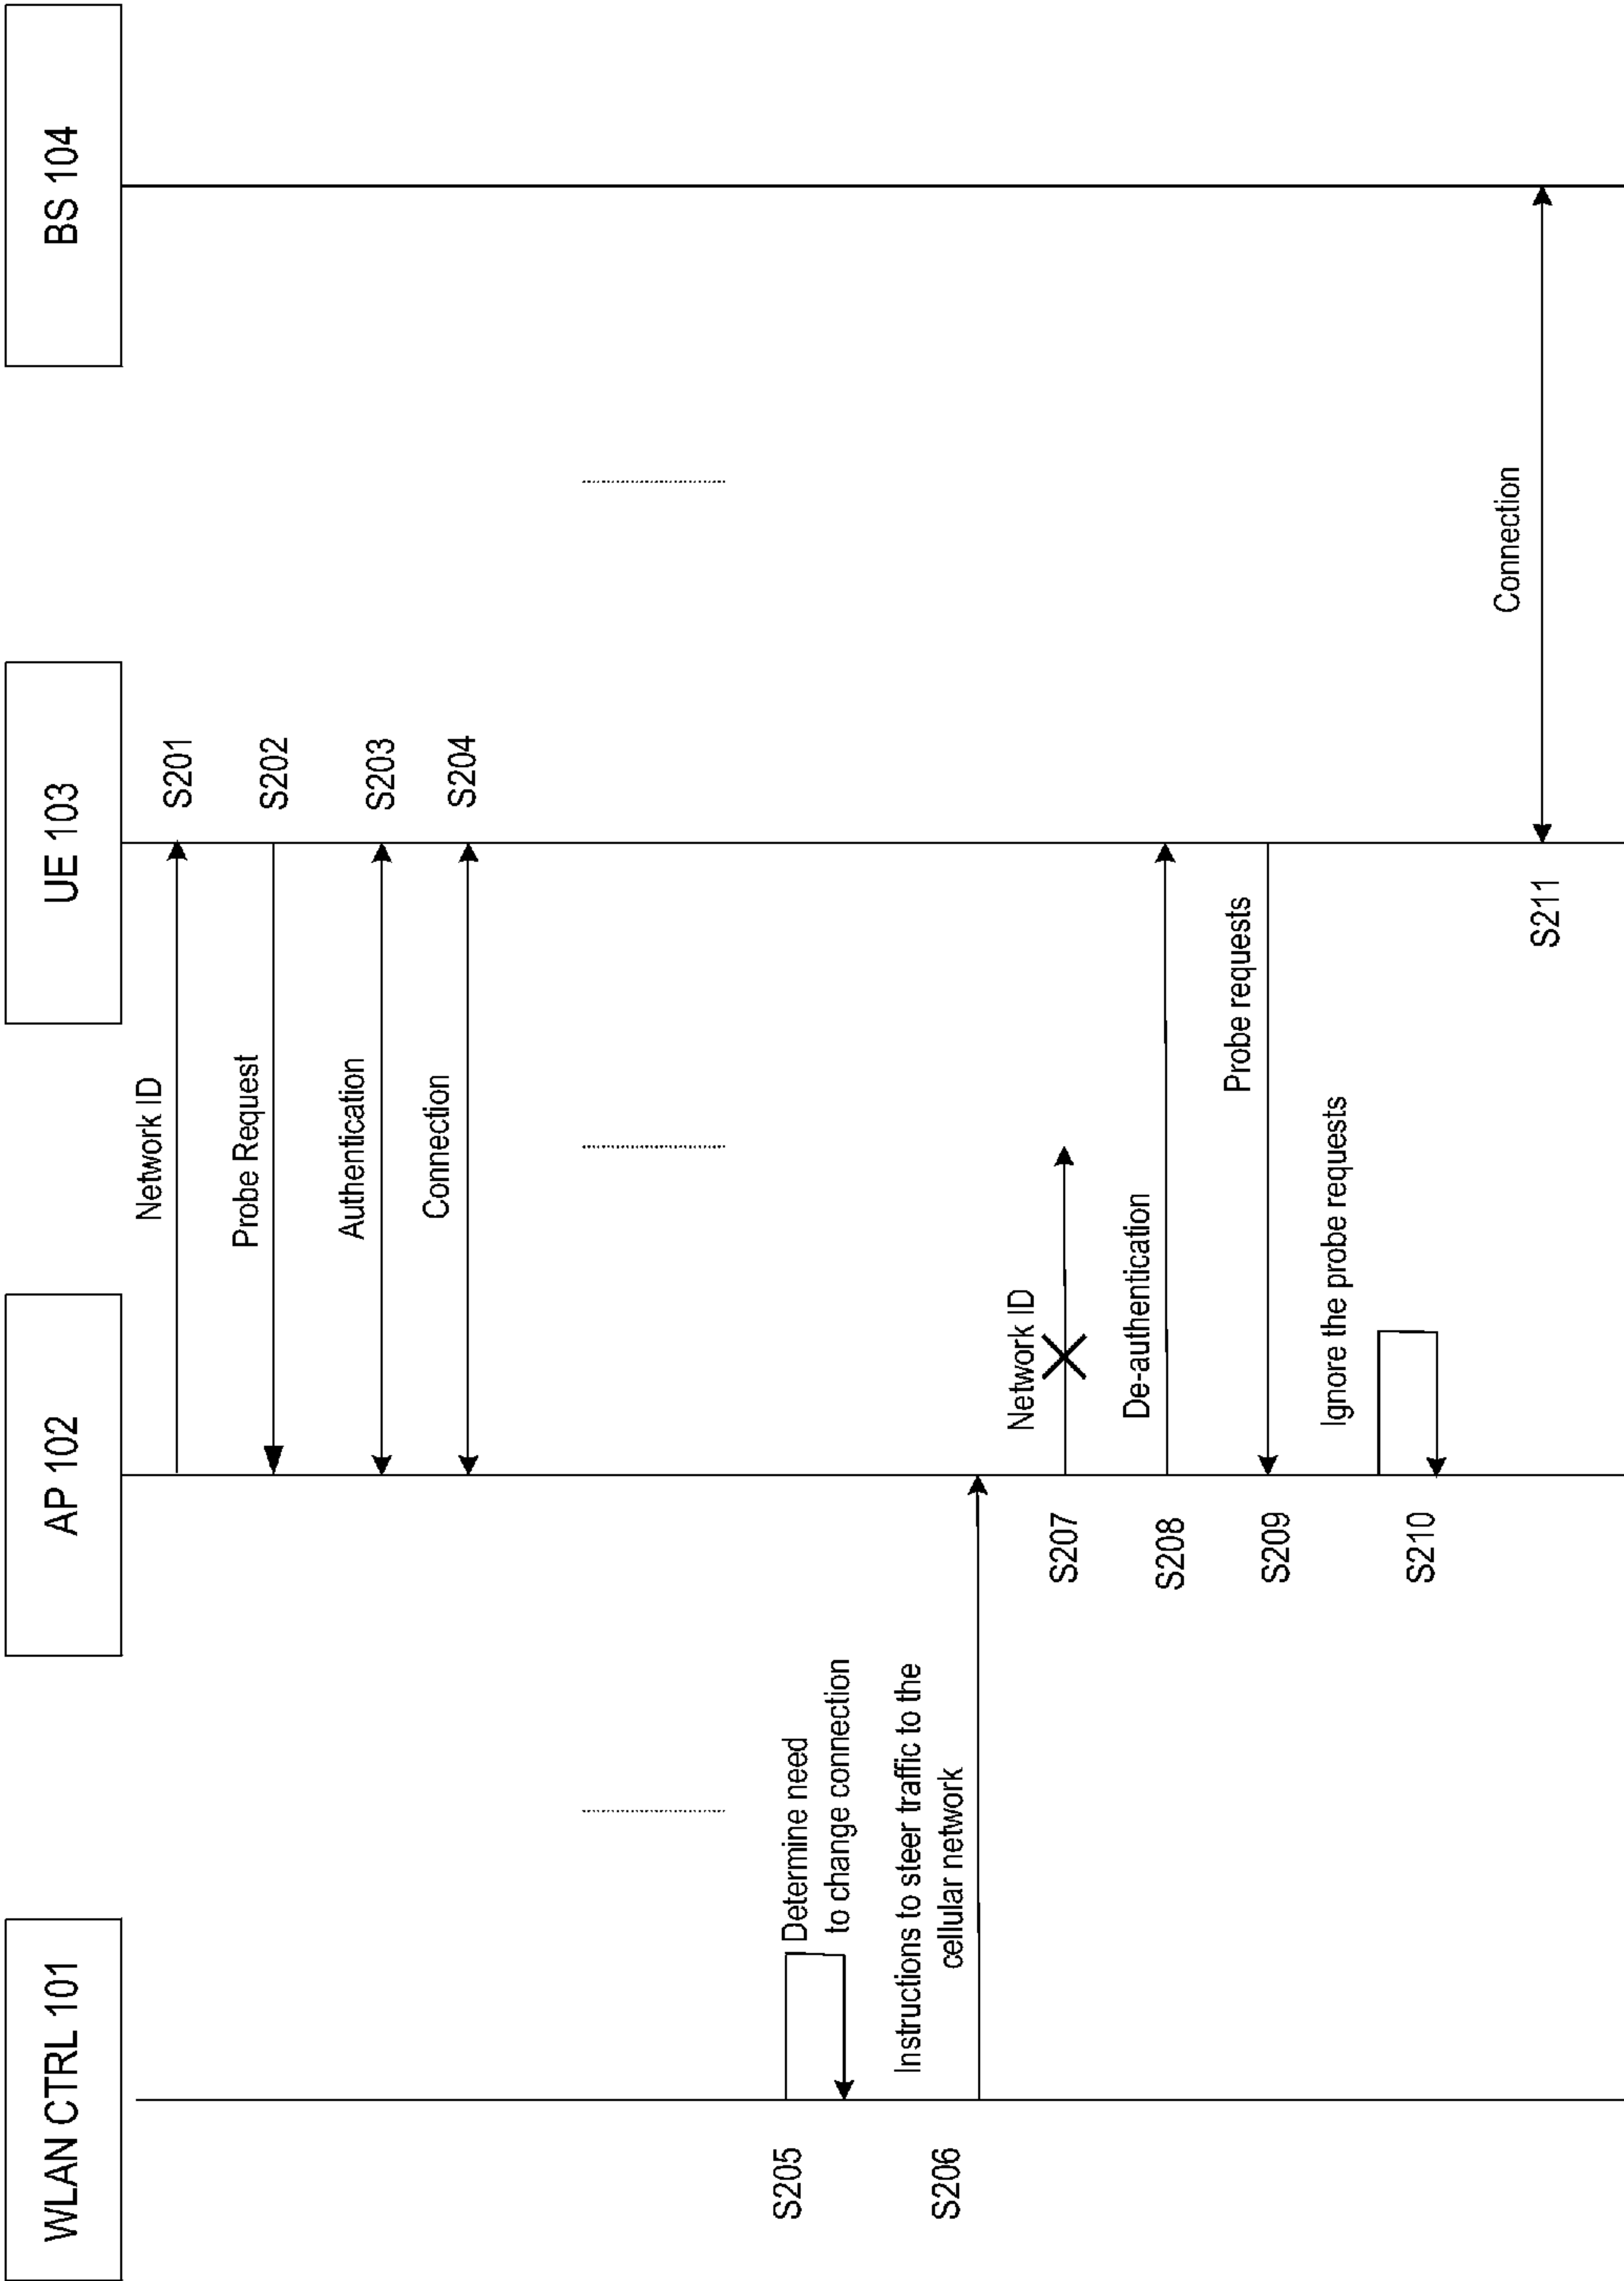 WLAN CTRL 101
AP 102
UE 103
BS 104
Network ID
S201
Probe Request
S202
Authentication
S203
Connection
S204
S205
Determine need
to change connection
S206
Instructions to steer traffic to the
cellular network
S207
Network ID
S208
De-authentication
S209
Probe requests
S210
Ignore the probe requests
S211
Connection